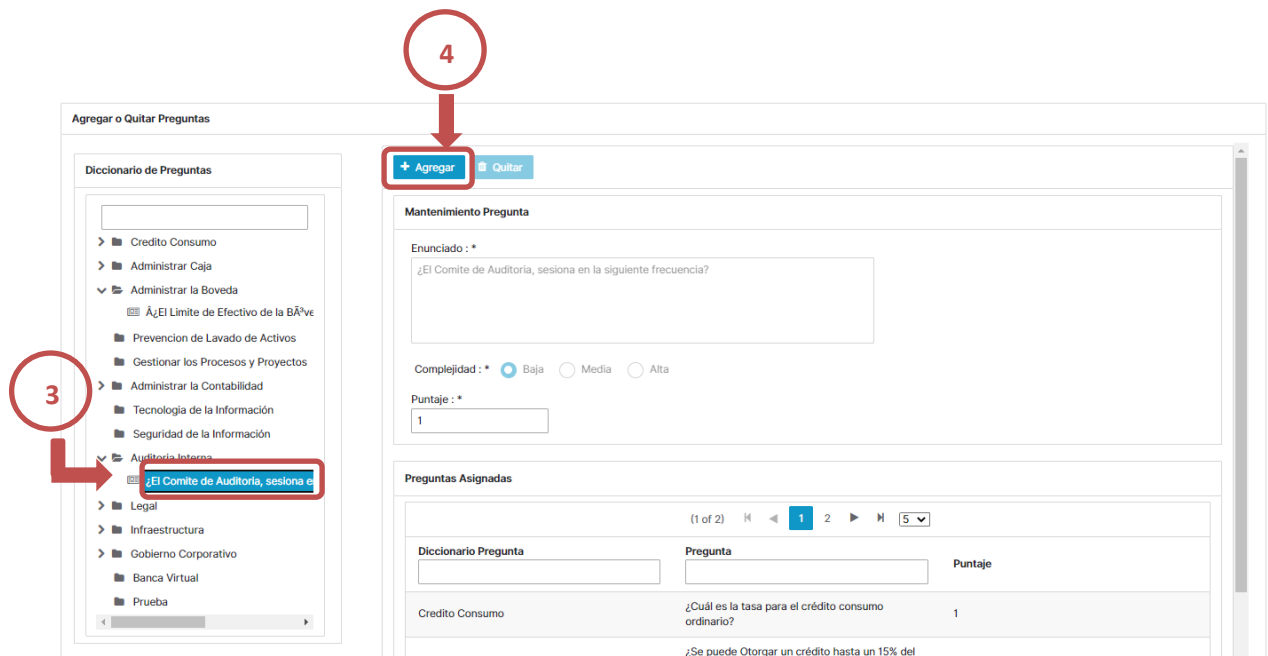 4
Agregar o Quitar Preguntas
Diccionario de Preguntas
Credito Consumo
Administrar Caja
Administrar la Boveda
Â¿El Limite de Efectivo de la BÃ³ve
Prevencion de Lavado de Activos
Gestionar los Procesos y Proyectos
3
Administrar la Contabilidad
Tecnologia de la Información
Seguridad de la Información
Auditoria Interna
¿El Comite de Auditoria, sesiona e
Legal
Infraestructura
Gobierno Corporativo
Banca Virtual
Prueba
+ Agregar
Quitar
Mantenimiento Pregunta
Enunciado : *
¿El Comite de Auditoria, sesiona en la siguiente frecuencia?
Complejidad : * Baja Media Alta
Puntaje : *
1
Preguntas Asignadas
(1 of 2) 1 2 5
Diccionario Pregunta Pregunta Puntaje
Credito Consumo ¿Cuál es la tasa para el crédito consumo 1
ordinario?
¿Se puede Otorgar un crédito hasta un 15% del